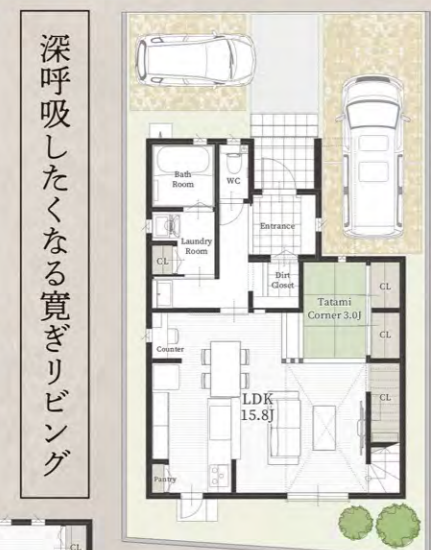 深呼吸したくなる寛ぎリビング
Bath
Room
WC
Entrance
Laundry
Room
CL
Dirt
Closet
Tatami
Corner 3.0J
CL
CL
Counter
LDK
15.8J
CL
Pantry
CL